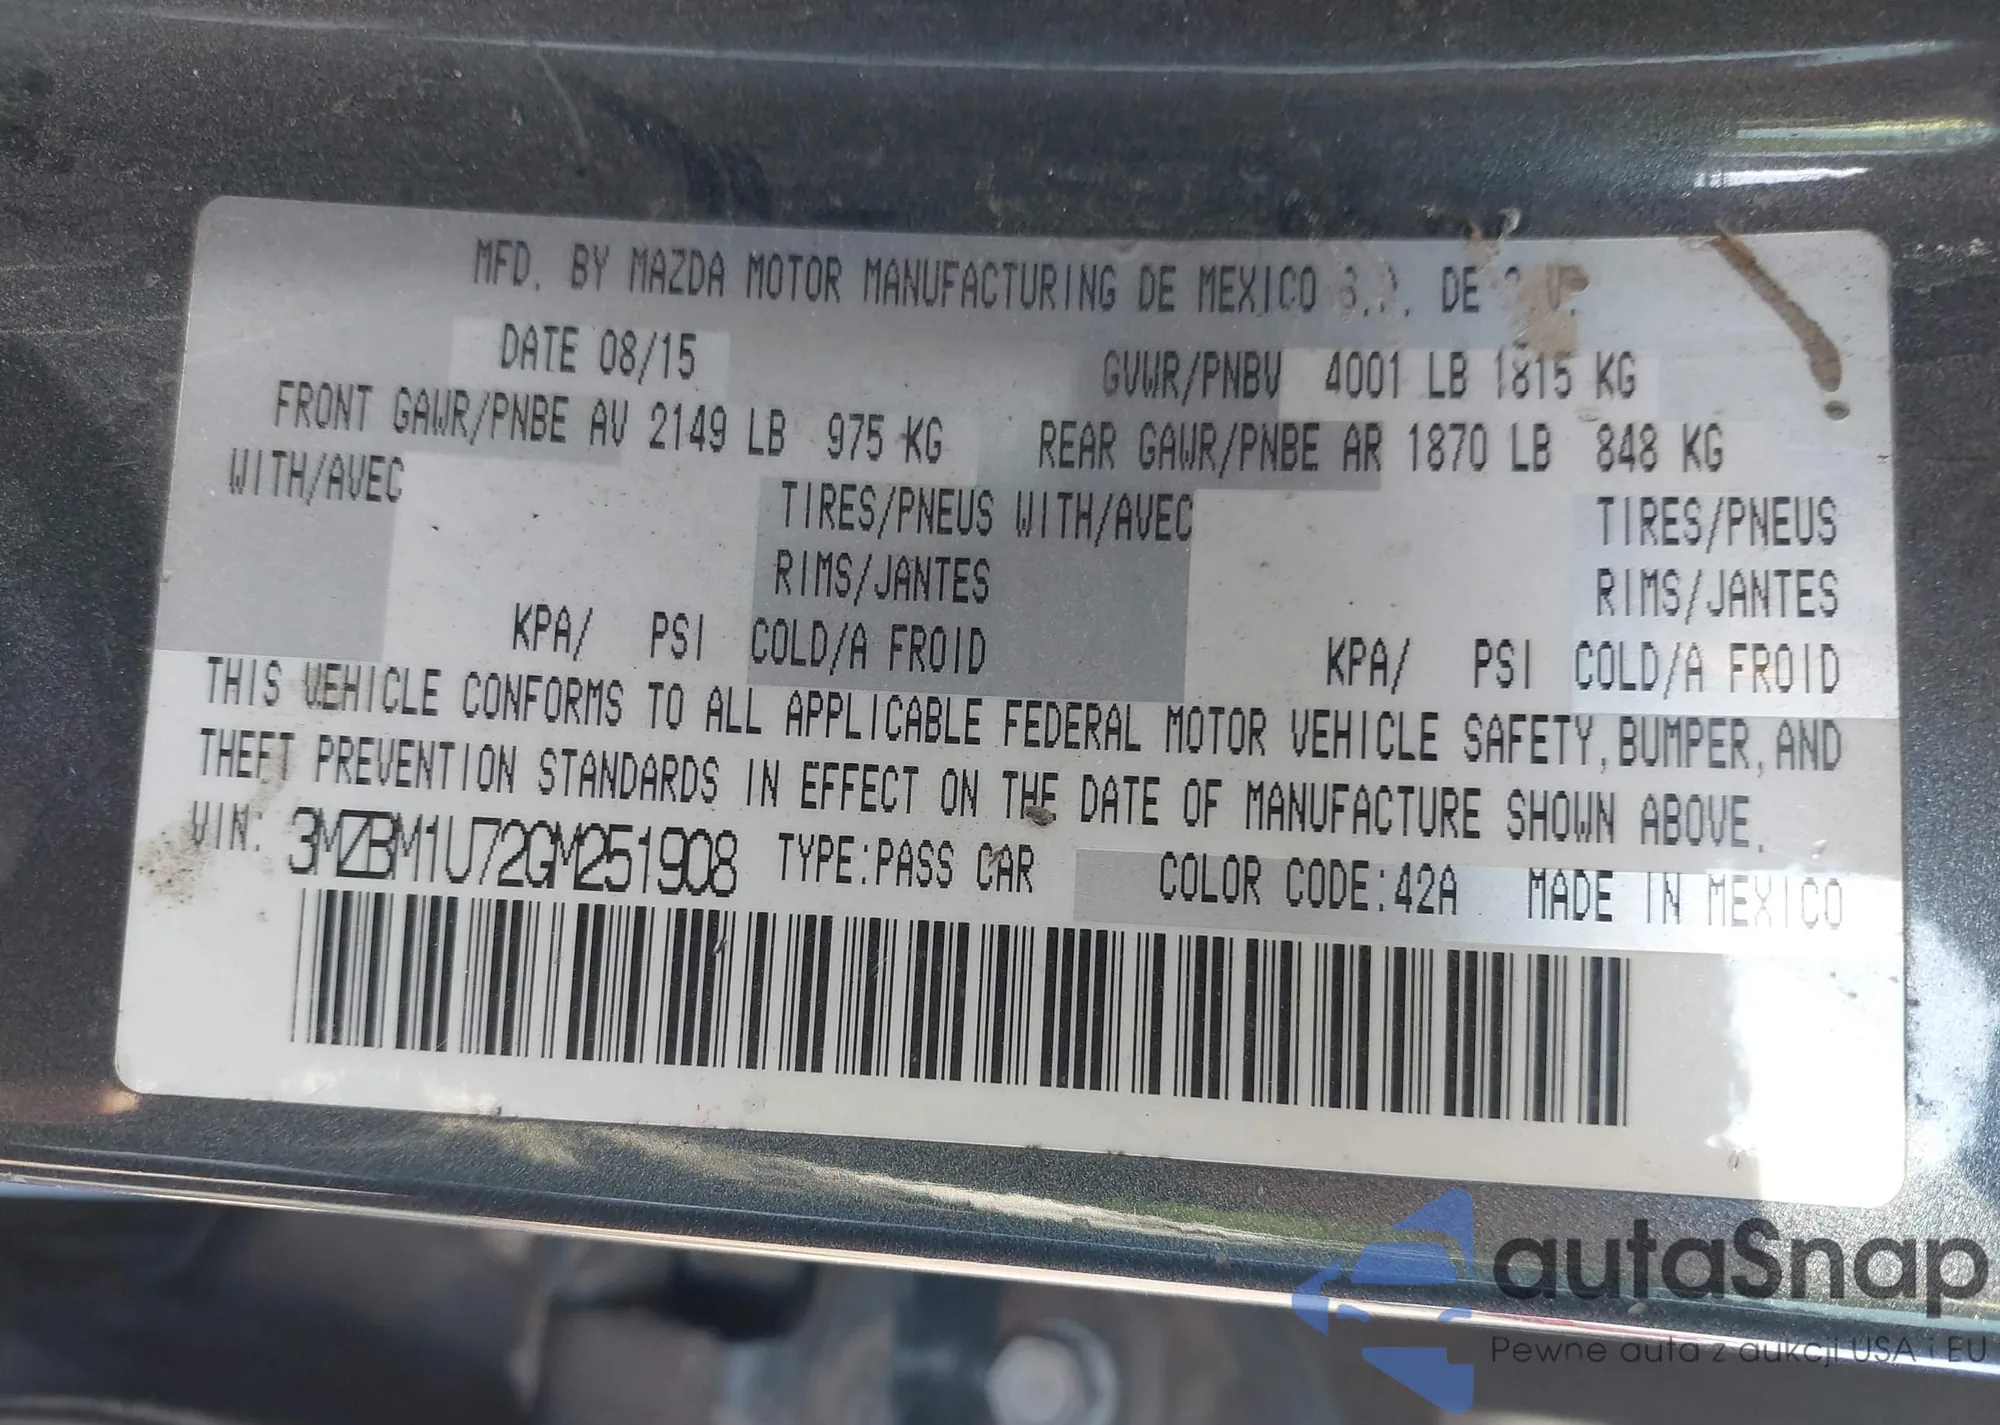 MFD. BY MAZDA MOTOR MANUFACTURING DE MEXICO S.A. DE C.V.
DATE 08/15 GVWR/PNBV 4001 LB 1815 KG
FRONT GAWR/PNBE AV 2149 LB 975 KG REAR GAWR/PNBE AR 1870 LB 848 KG
WITH/AVEC TIRES/PNEUS WITH/AVEC TIRES/PNEUS
RIMS/JANTES RIMS/JANTES
KPA/ PSI COLD/A FROID KPA/ PSI COLD/A FROID
THIS VEHICLE CONFORMS TO ALL APPLICABLE FEDERAL MOTOR VEHICLE SAFETY, BUMPER, AND
THEFT PREVENTION STANDARDS IN EFFECT ON THE DATE OF MANUFACTURE SHOWN ABOVE.
VIN: 3MZBM1U72GM251908 TYPE:PASS CAR COLOR CODE:42A MADE IN MEXICO
autaSnap
Pewne auta z aukcji USA i EU